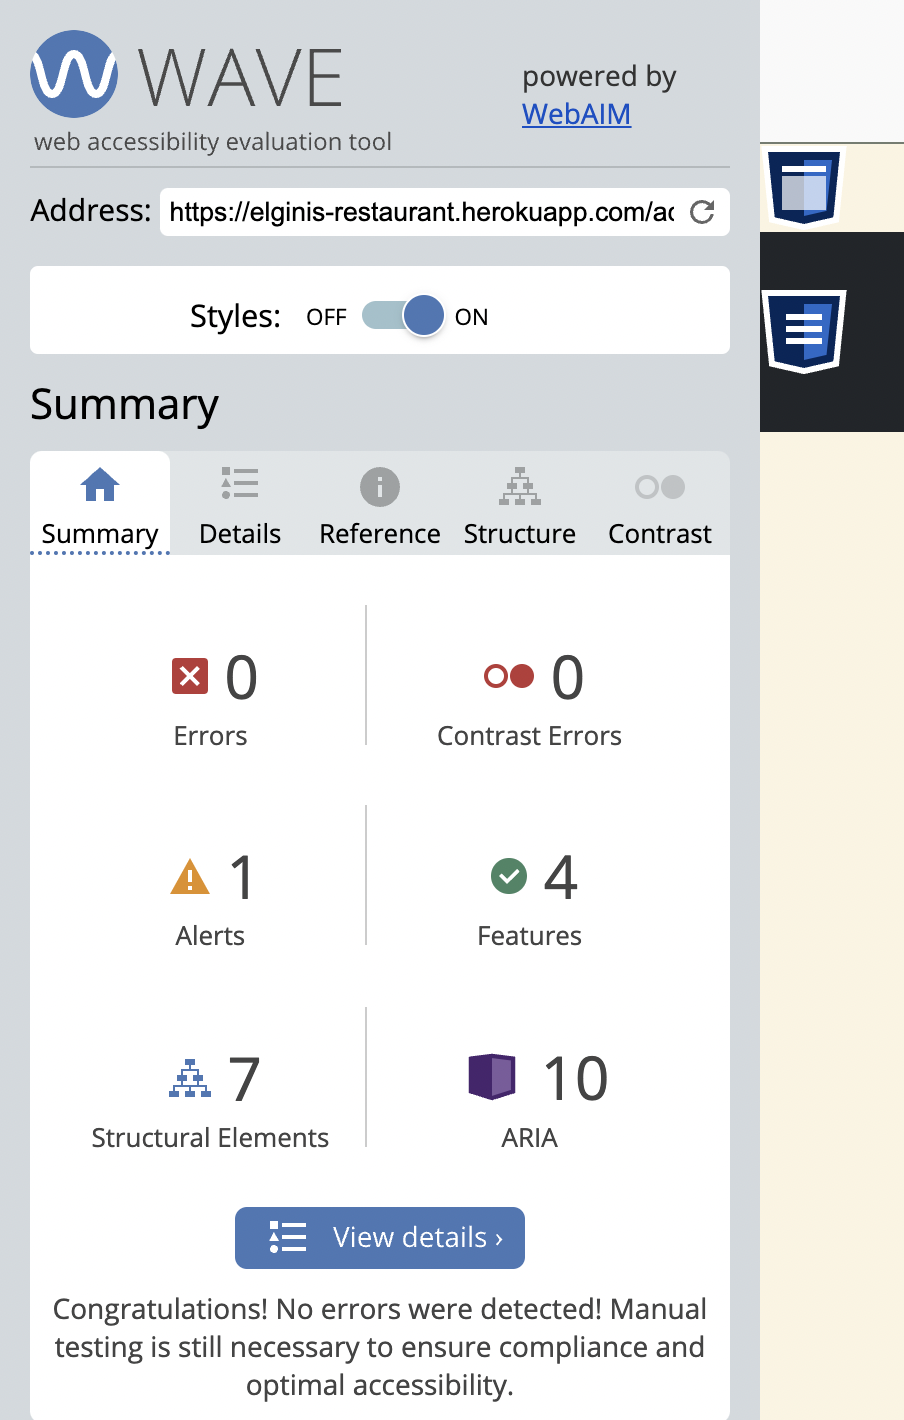 WAVE
powered by
WebAIM
web accessibility evaluation tool
Address: https://elginis-restaurant.herokuapp.com/ac
Styles: OFF ON
Summary
Summary Details Reference Structure Contrast
0 0
Errors Contrast Errors
1 4
Alerts Features
7 10
Structural Elements ARIA
View details ›
Congratulations! No errors were detected! Manual
testing is still necessary to ensure compliance and
optimal accessibility.